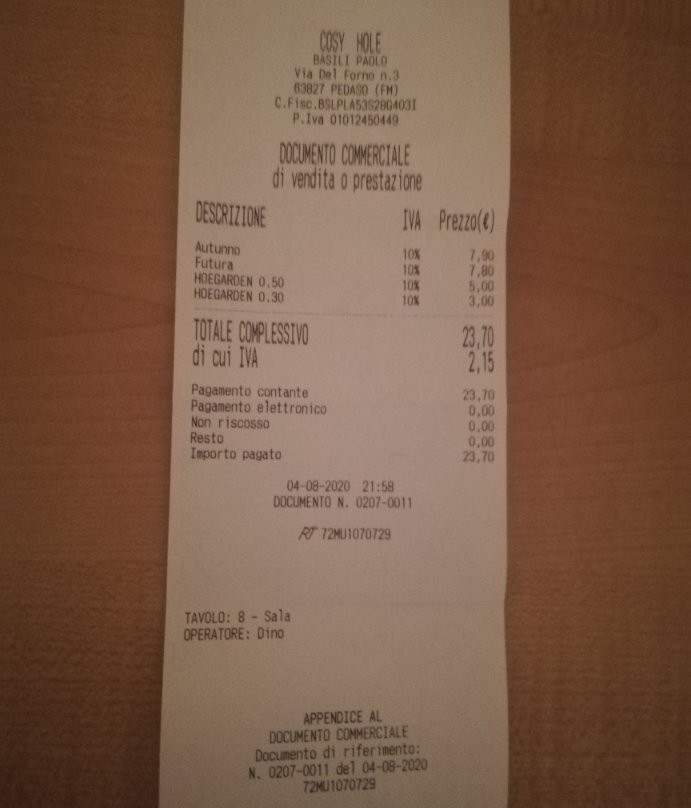 COSY HOLE
BASILI PAOLO
Via Del Forno n.3
63827 PEDASO (FM)
C.Fisc.BSLPLA53S28G403I
P.Iva 01012450449
DOCUMENTO COMMERCIALE
di vendita o prestazione
DESCRIZIONE IVA Prezzo(€)
Autunno 10% 7,90
Futura 10% 7,80
HOEGARDEN 0.50 10% 5,00
HOEGARDEN 0.30 10% 3,00
TOTALE COMPLESSIVO 23,70
di cui IVA 2,15
Pagamento contante 23,70
Pagamento elettronico 0,00
Non riscosso 0,00
Resto 0,00
Importo pagato 23,70
04-08-2020 21:58
DOCUMENTO N. 0207-0011
RT 72MU1070729
TAVOLO: 8 - Sala
OPERATORE: Dino
APPENDICE AL
DOCUMENTO COMMERCIALE
Documento di riferimento:
N. 0207-0011 del 04-08-2020
72MU1070729